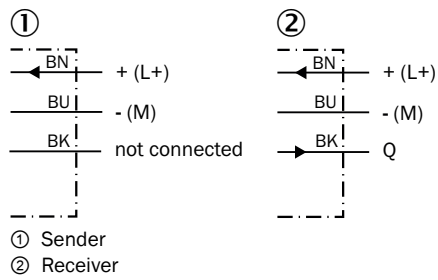 ① ②
BN + (L+) BN + (L+)
BU - (M) BU - (M)
BK not connected BK Q
① Sender
② Receiver